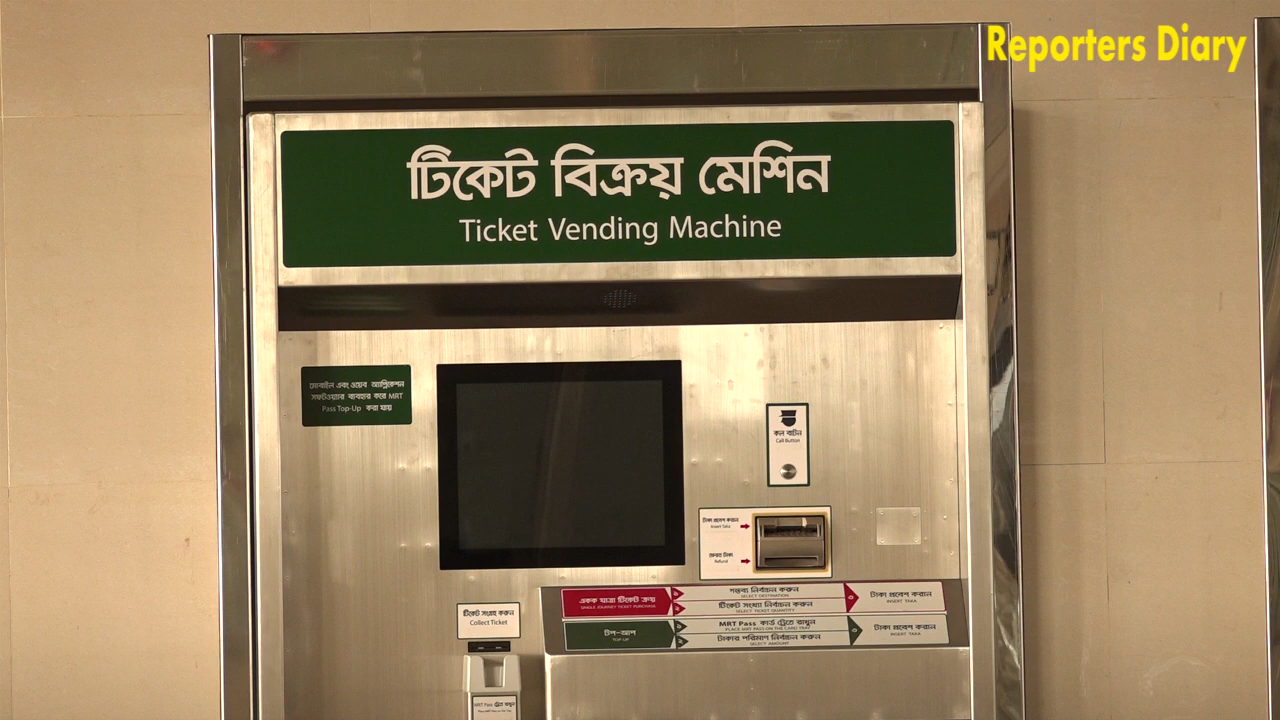 Reporters Diary
টিকেট বিক্রয় মেশিন
Ticket Vending Machine
মোবাইল এবং ওয়েব অ্যাপ্লিকেশন
সফটওয়্যার ব্যবহার করে MRT
Pass Top-Up করা যায়
কল বাটন
Call Button
টাকা প্রবেশ করান
Insert Taka
ফেরত টাকা
Refund
একক যাত্রা টিকেট ক্রয়
SINGLE JOURNEY TICKET PURCHASE
গন্তব্য নির্বাচন করুন
SELECT DESTINATION
টিকেট সংখ্যা নির্বাচন করুন
SELECT TICKET QUANTITY
টাকা প্রবেশ করান
INSERT TAKA
টপ-আপ
TOP-UP
MRT Pass কার্ড ট্রেতে রাখুন
PLACE MRT PASS ON THE CARD TRAY
টাকার পরিমাণ নির্বাচন করুন
SELECT AMOUNT
টাকা প্রবেশ করান
INSERT TAKA
টিকেট সংগ্রহ করুন
Collect Ticket
MRT Pass ট্রেতে রাখুন